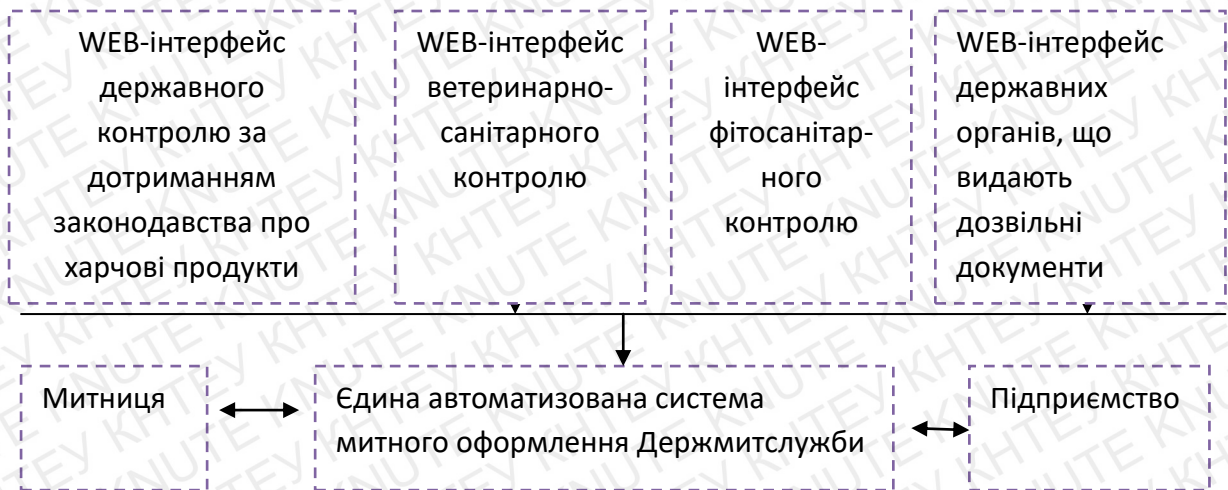 WEB-інтерфейс
державного
контролю за
дотриманням
законодавства про
харчові продукти
WEB-інтерфейс
ветеринарно-
санітарного
контролю
WEB-
інтерфейс
фітосанітар-
ного
контролю
WEB-інтерфейс
державних
органів, що
видають
дозвільні
документи
Митниця
Єдина автоматизована система
митного оформлення Держмитслужби
Підприємство